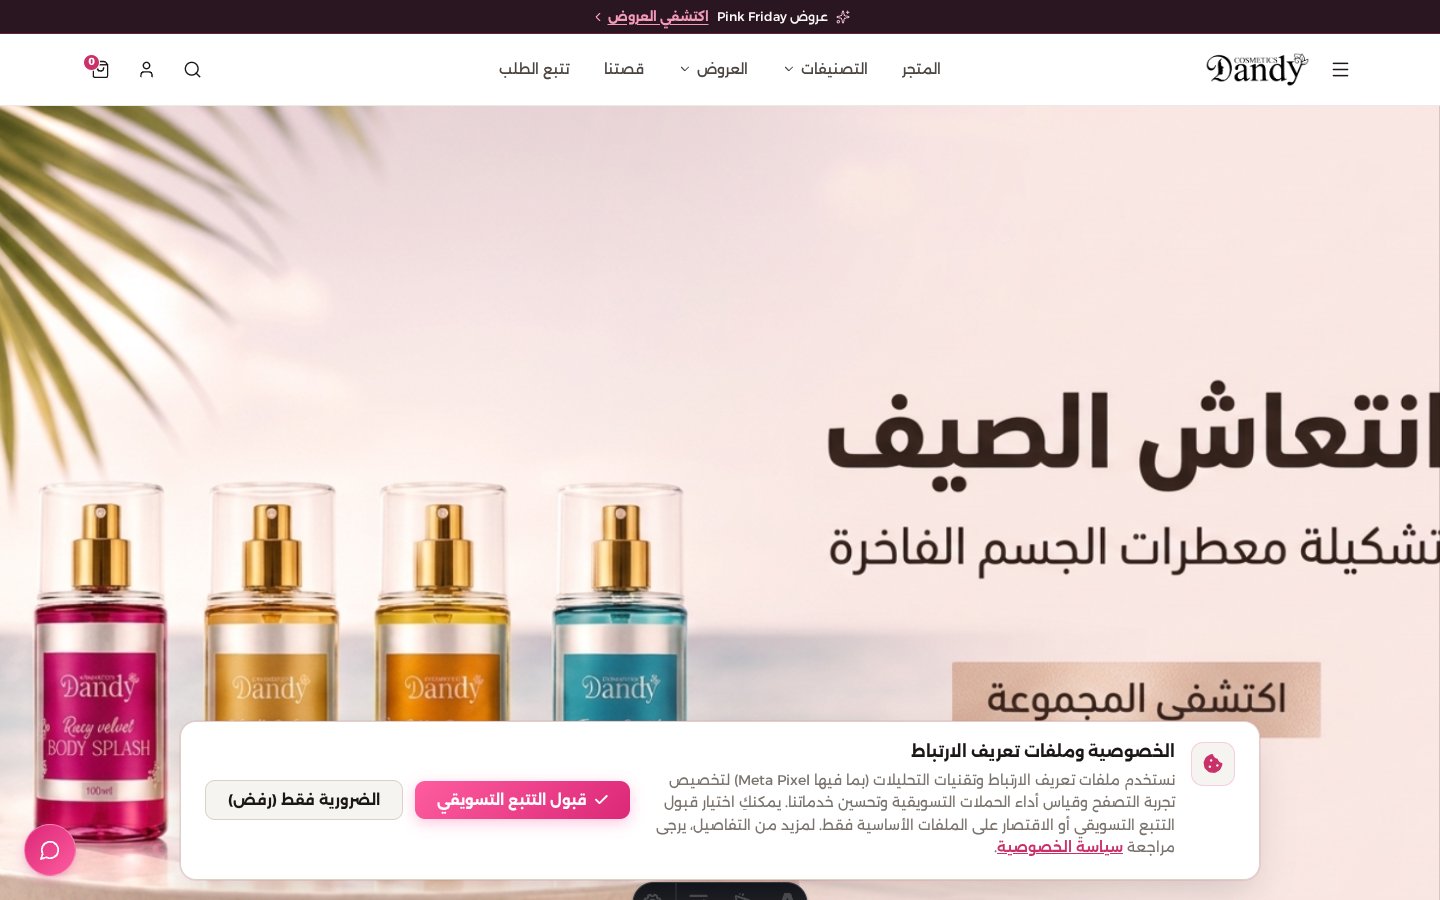 عروض Pink Friday اكتشفي العروض
COSMETICS
Dandy
المتجر
التصنيفات
العروض
قصتنا
تتبع الطلب
0
انتعاش الصيف
تشكيلة معطرات الجسم الفاخرة
اكتشفي المجموعة
Dandy
Rosy velvet
BODY SPLASH
100ml
Dandy
Dandy
Dandy
الخصوصية وملفات تعريف الارتباط
نستخدم ملفات تعريف الارتباط وتقنيات التحليلات (بما فيها Meta Pixel) لتخصيص
تجربة التصفح وقياس أداء الحملات التسويقية وتحسين خدماتنا. يمكنكِ اختيار قبول
التتبع التسويقي أو الاقتصار على الملفات الأساسية فقط. لمزيد من التفاصيل، يرجى
مراجعة سياسة الخصوصية.
قبول التتبع التسويقي
الضرورية فقط (رفض)